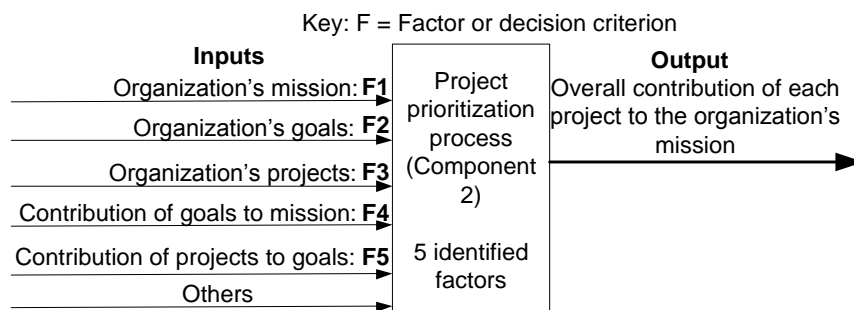 Key: F = Factor or decision criterion
Inputs
Organization's mission: F1
Organization's goals: F2
Organization's projects: F3
Contribution of goals to mission: F4
Contribution of projects to goals: F5
Others
Project
prioritization
process
(Component
2)
5 identified
factors
Output
Overall contribution of each
project to the organization's
mission